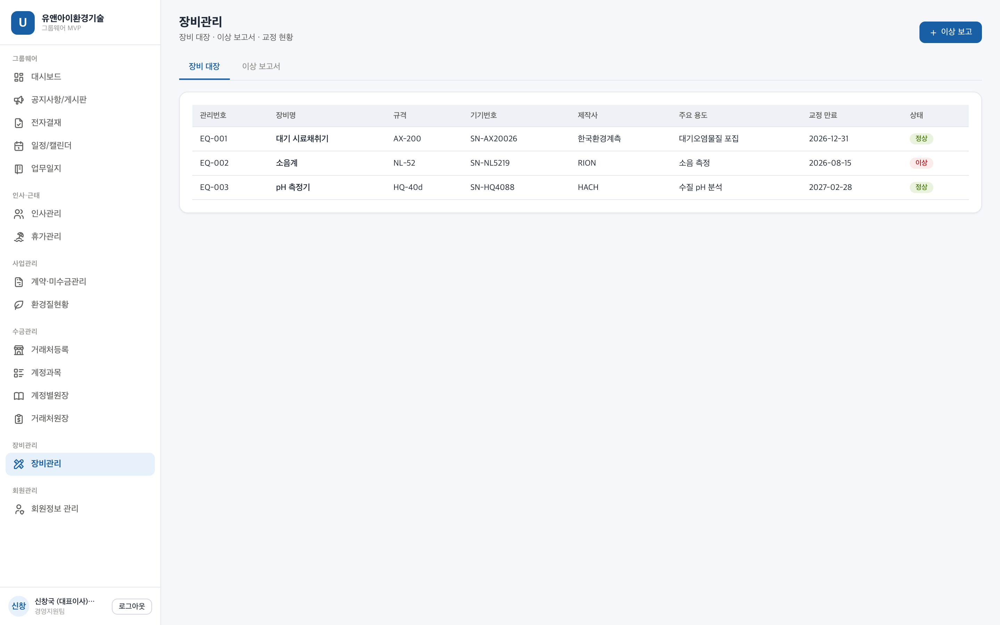 U
유앤아이환경기술
그룹웨어 MVP
그룹웨어
대시보드
공지사항/게시판
전자결재
일정/캘린더
업무일지
인사·근태
인사관리
휴가관리
사업관리
계약·미수금관리
환경질현황
수금관리
거래처등록
계정과목
계정별원장
거래처원장
장비관리
장비관리
회원관리
회원정보 관리
신창
신창국 (대표이사)…
경영지원팀
로그아웃
장비관리
장비 대장 · 이상 보고서 · 교정 현황
+ 이상 보고
장비 대장 이상 보고서
관리번호 장비명 규격 기기번호 제작사 주요 용도 교정 만료 상태
EQ-001 대기 시료채취기 AX-200 SN-AX20026 한국환경계측 대기오염물질 포집 2026-12-31 정상
EQ-002 소음계 NL-52 SN-NL5219 RION 소음 측정 2026-08-15 이상
EQ-003 pH 측정기 HQ-40d SN-HQ4088 HACH 수질 pH 분석 2027-02-28 정상